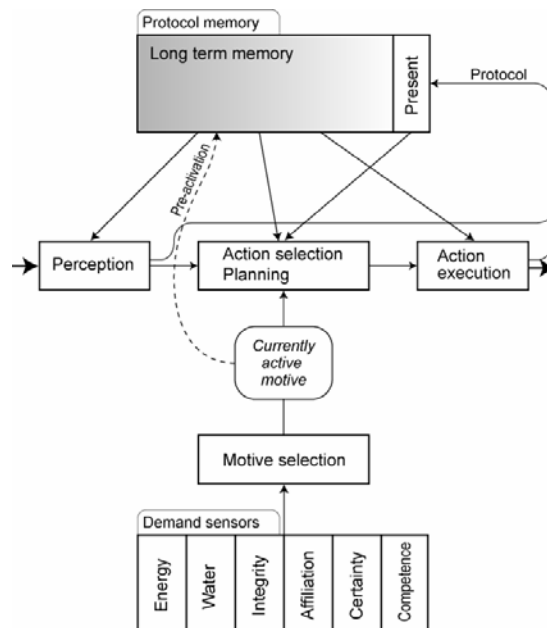 Protocol memory
Long term memory
Present
Protocol
Pre-activation
Perception
Action selection
Planning
Action
execution
Currently
active
motive
Motive selection
Demand sensors
Energy
Water
Integrity
Affiliation
Certainty
Competence